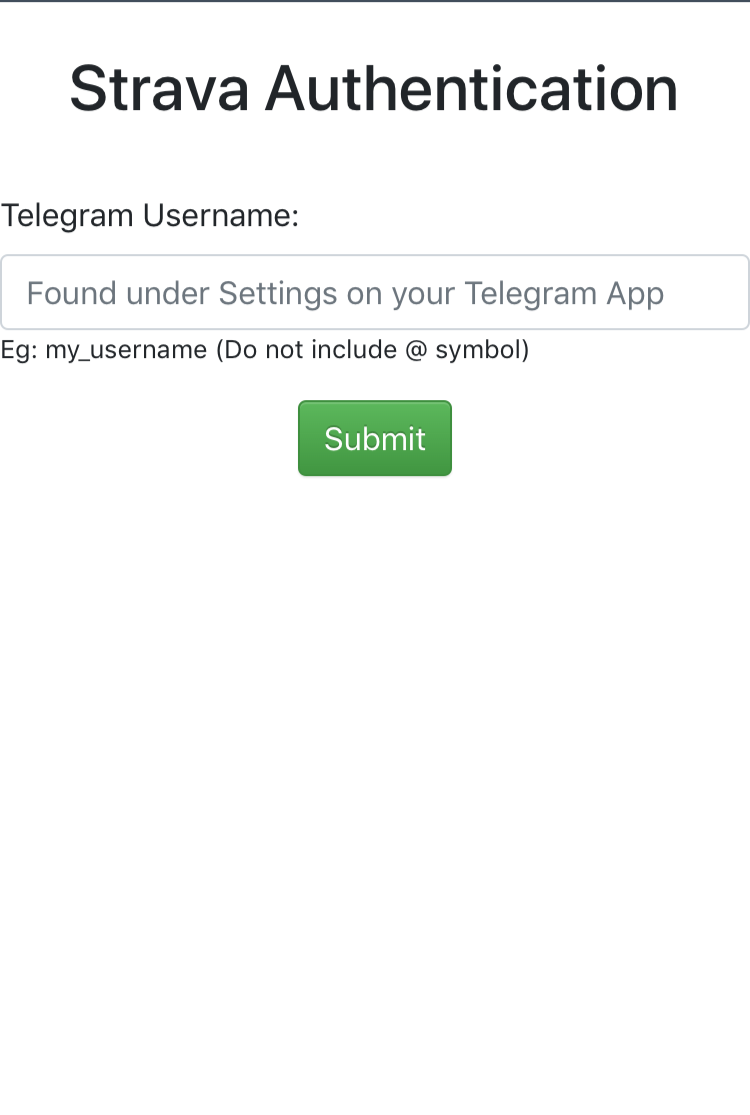 Strava Authentication
Telegram Username:
Found under Settings on your Telegram App
Eg: my_username (Do not include @ symbol)
Submit